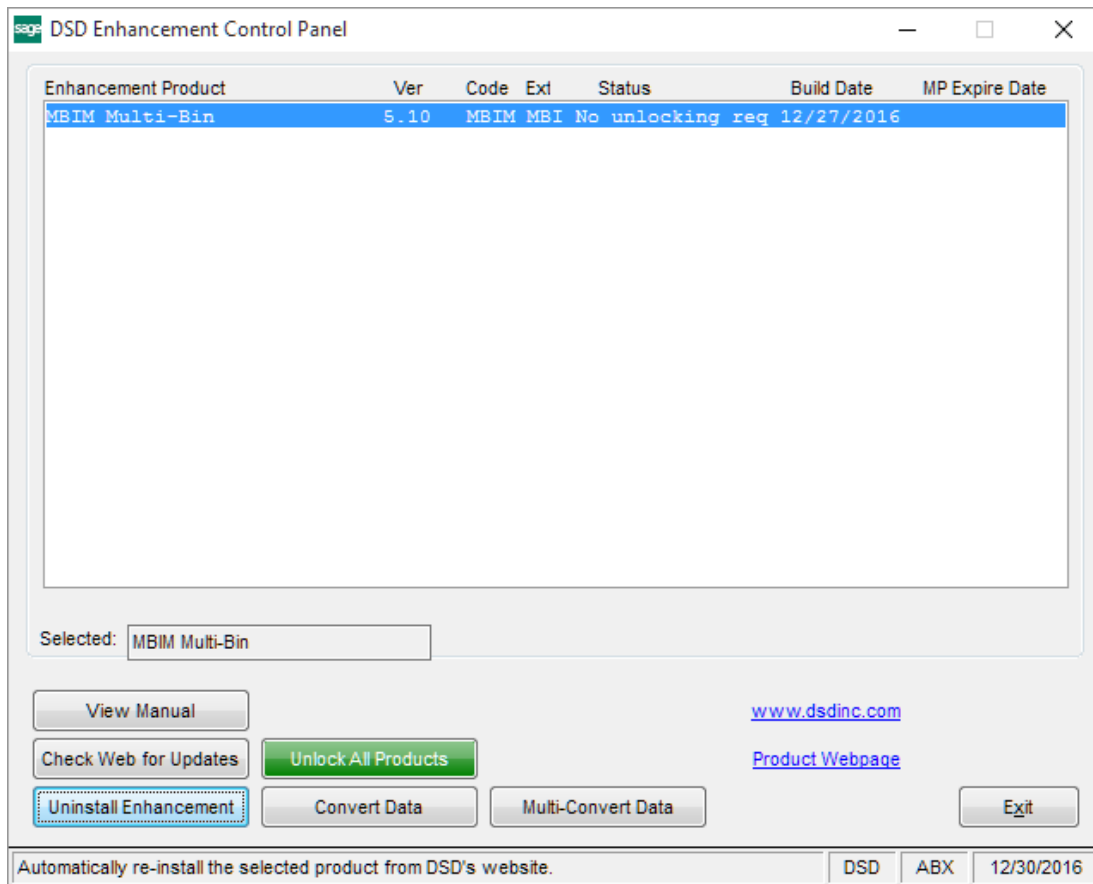 sage DSD Enhancement Control Panel
Enhancement Product Ver Code Ext Status Build Date MP Expire Date
MBIM Multi-Bin 5.10 MBIM MBI No unlocking req 12/27/2016
Selected: MBIM Multi-Bin
View Manual www.dsdinc.com
Check Web for Updates Unlock All Products Product Webpage
Uninstall Enhancement Convert Data Multi-Convert Data Exit
Automatically re-install the selected product from DSD's website. DSD ABX 12/30/2016